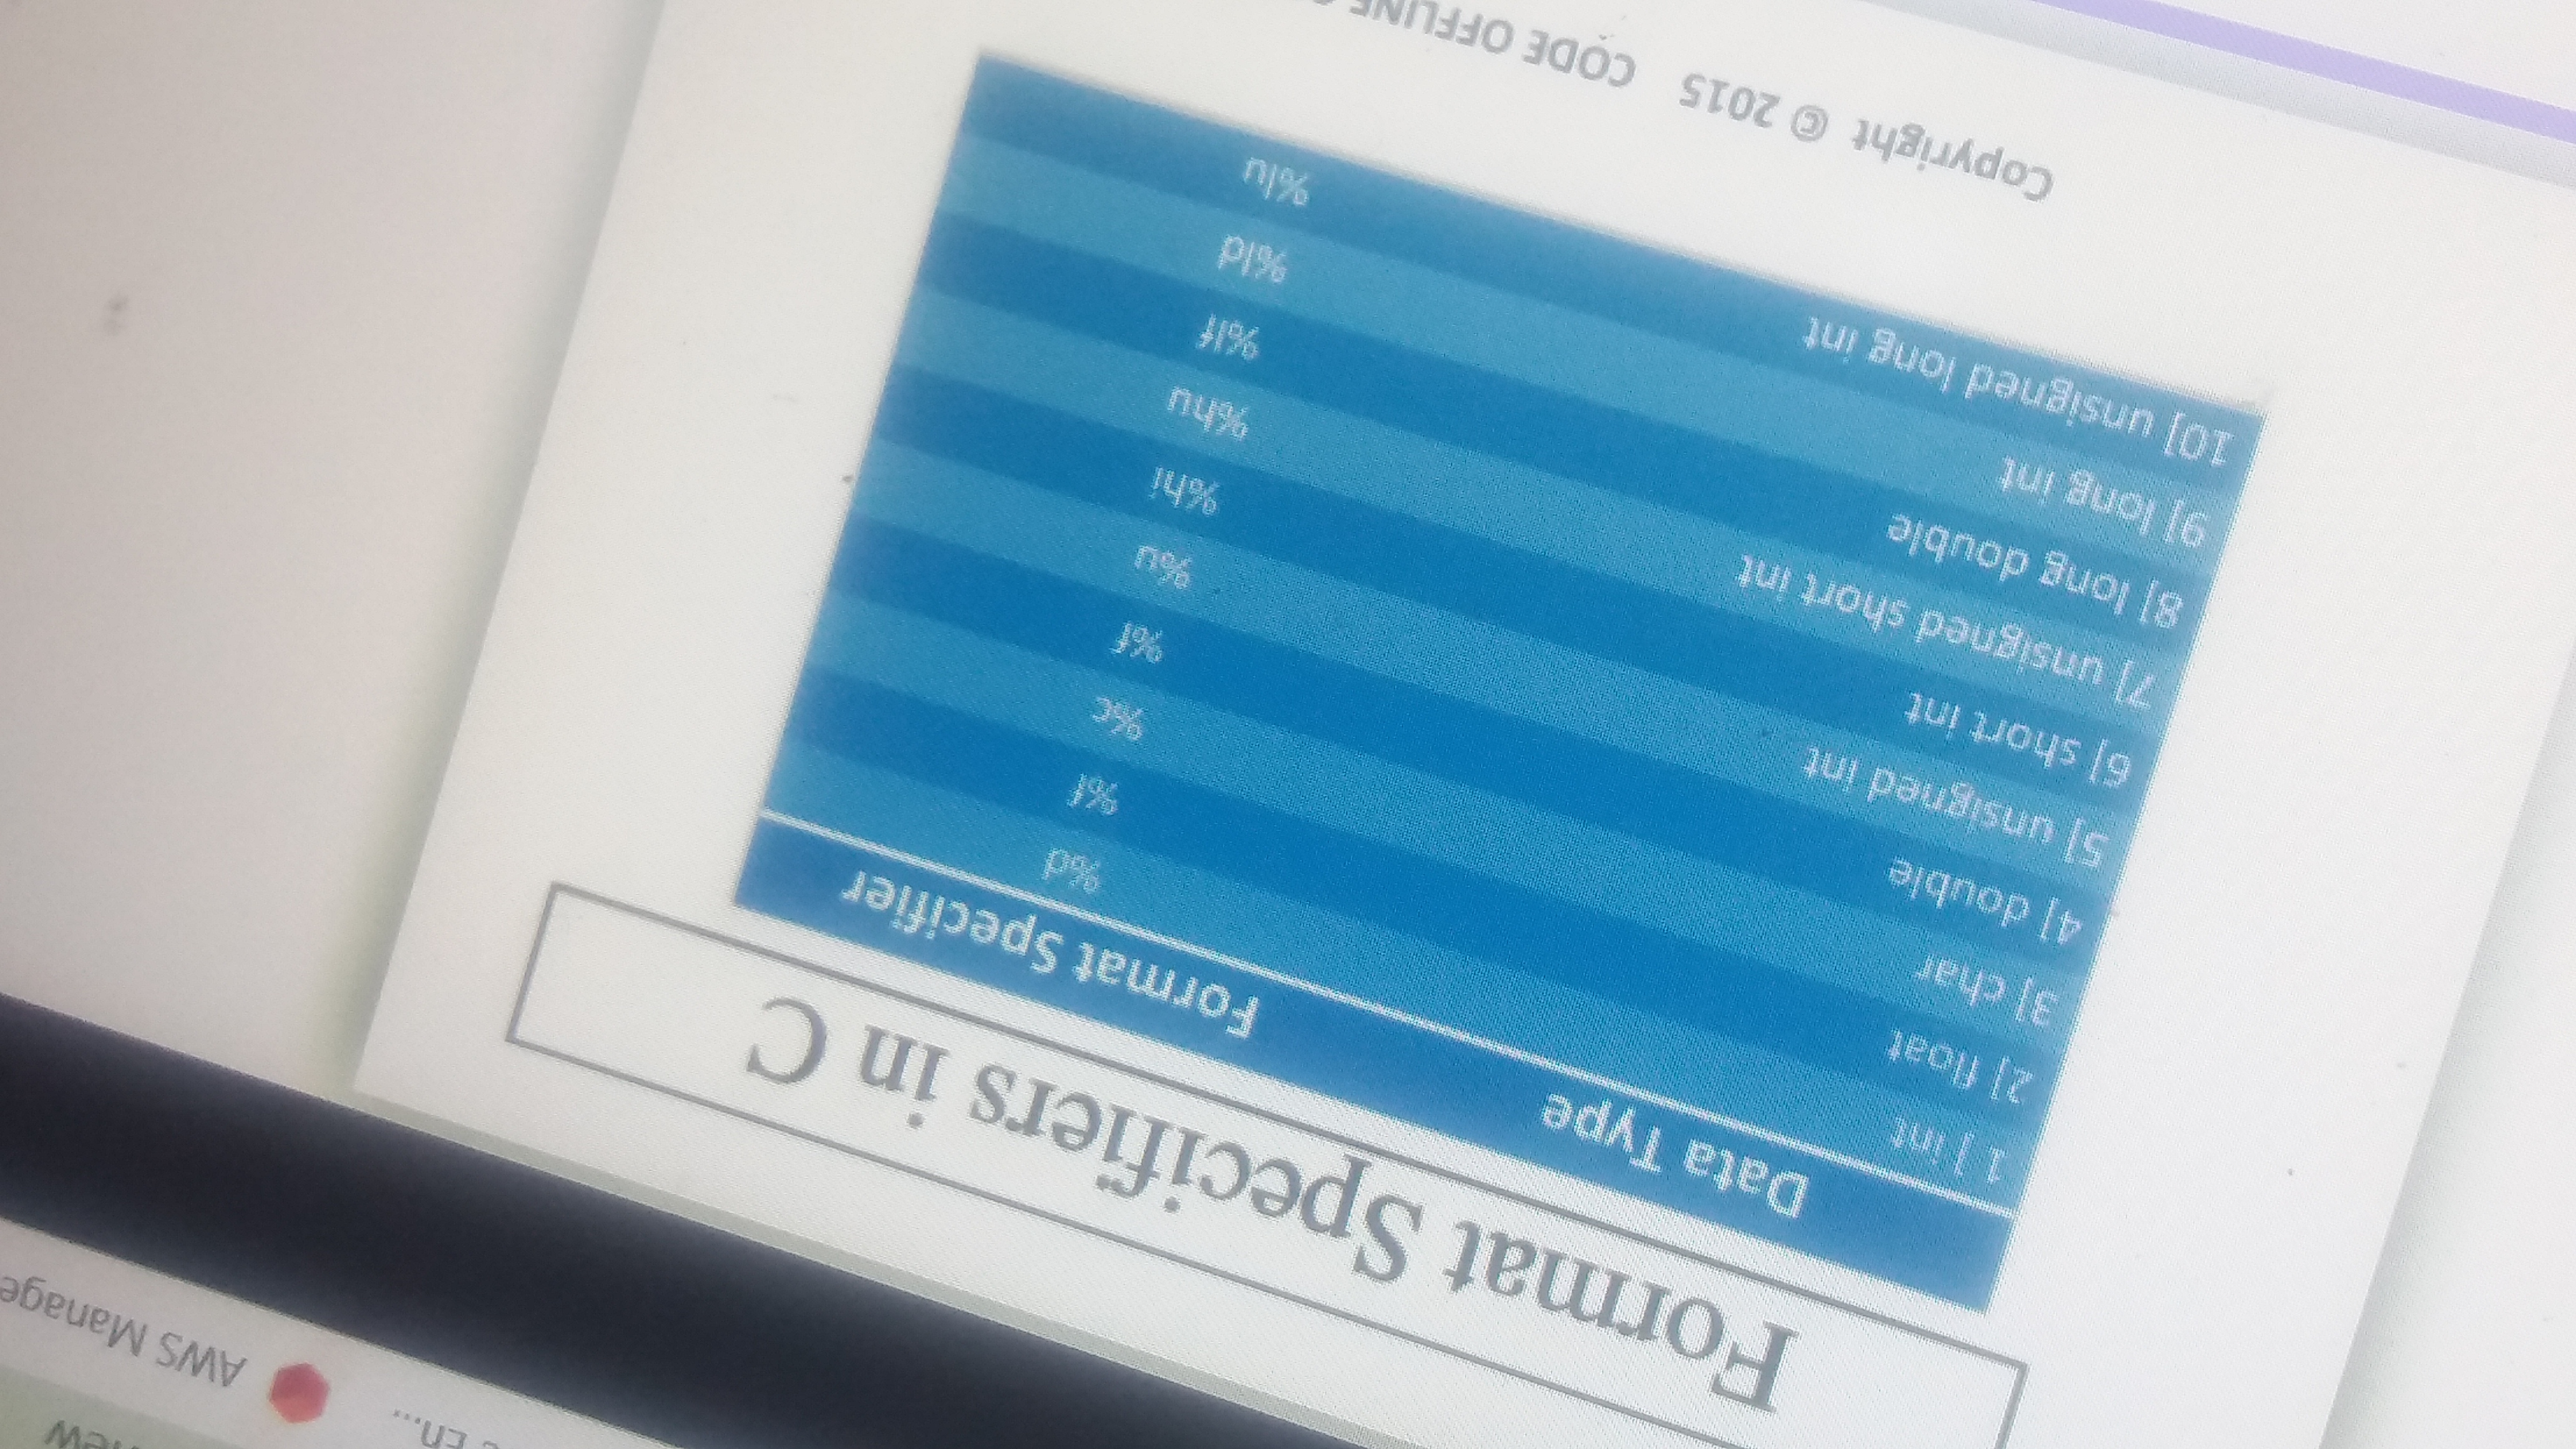 iew
En...
AWS Manage
Format Specifiers in C
Data Type Format Specifier
1 ] int %d
2] float %f
3] char %c
4] double %f
5] unsigned int %u
6] short int %hi
7] unsigned short int %hu
8] long double %lf
9] long int %ld
10] unsigned long int %lu
Copyright © 2015 CODE OFFLINE